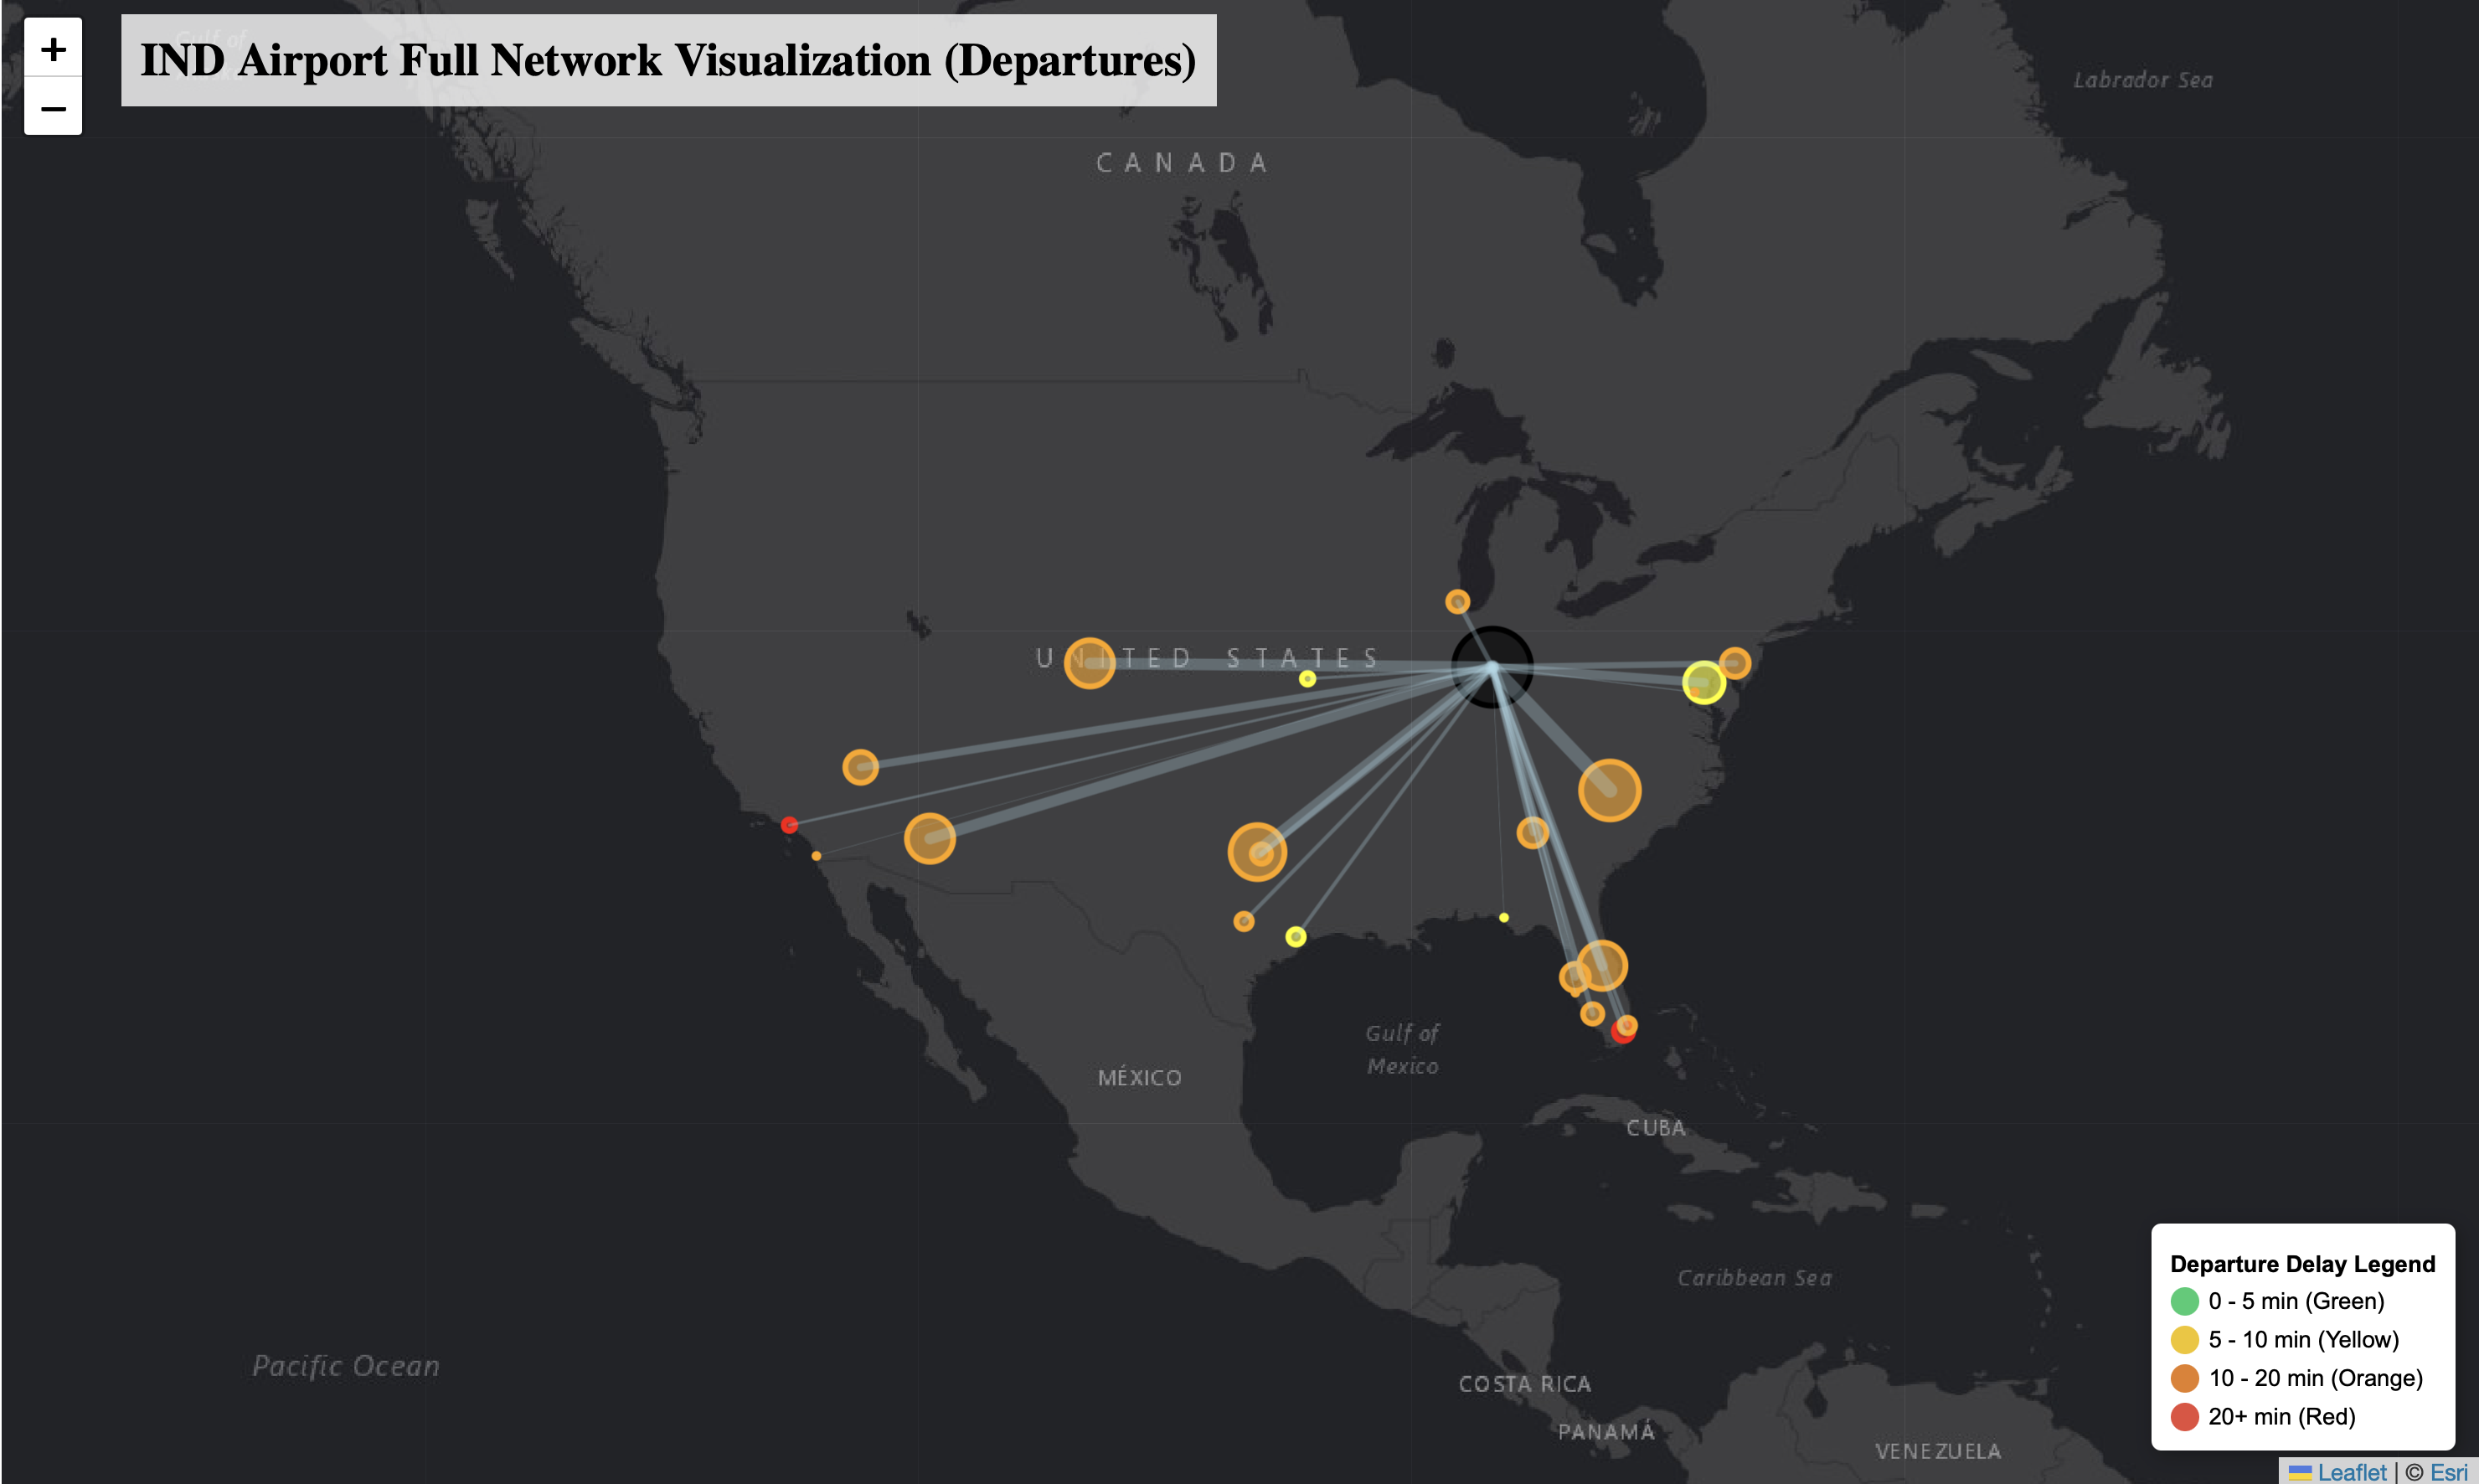 +
−
IND Airport Full Network Visualization (Departures)
Gulf of
Labrador Sea
CANADA
UNITED STATES
Gulf of
Mexico
MÉXICO
CUBA
Caribbean Sea
Pacific Ocean
COSTA RICA
PANAMÁ
VENEZUELA
Departure Delay Legend
0 - 5 min (Green)
5 - 10 min (Yellow)
10 - 20 min (Orange)
20+ min (Red)
Leaflet | © Esri